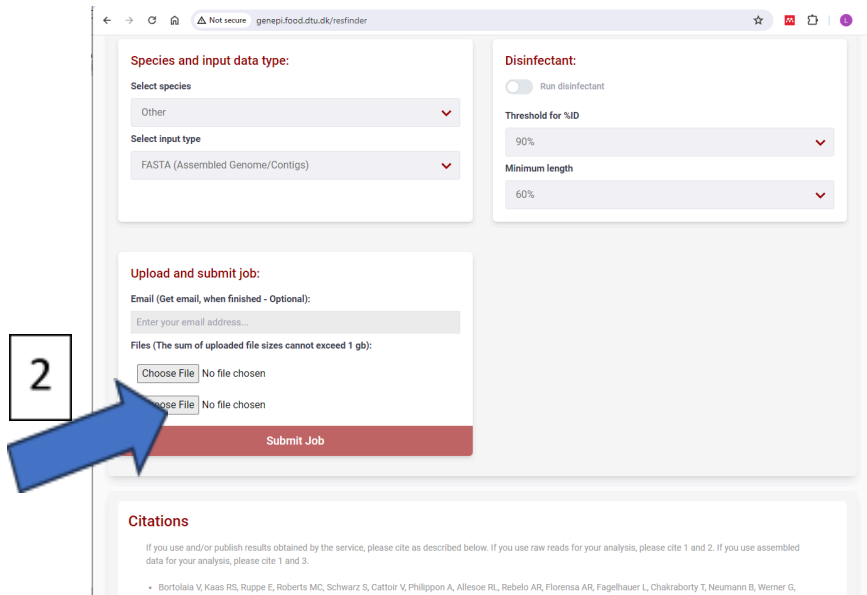 Not secure genepi.food.dtu.dk/resfinder
Species and input data type:
Select species
Other
Select input type
FASTA (Assembled Genome/Contigs)
Disinfectant:
Run disinfectant
Threshold for %ID
90%
Minimum length
60%
Upload and submit job:
Email (Get email, when finished - Optional):
Enter your email address...
Files (The sum of uploaded file sizes cannot exceed 1 gb):
Choose File No file chosen
File No file chosen
Submit Job
2
Citations
If you use and/or publish results obtained by the service, please cite as described below. If you use raw reads for your analysis, please cite 1 and 2. If you use assembled
data for your analysis, please cite 1 and 3.
• Bortolaia V, Kaas RS, Ruppe E, Roberts MC, Schwarz S, Cattoir V, Philippon A, Allesoe RL, Rebelo AR, Florensa AR, Fagelhauer L, Chakraborty T, Neumann B, Werner G,